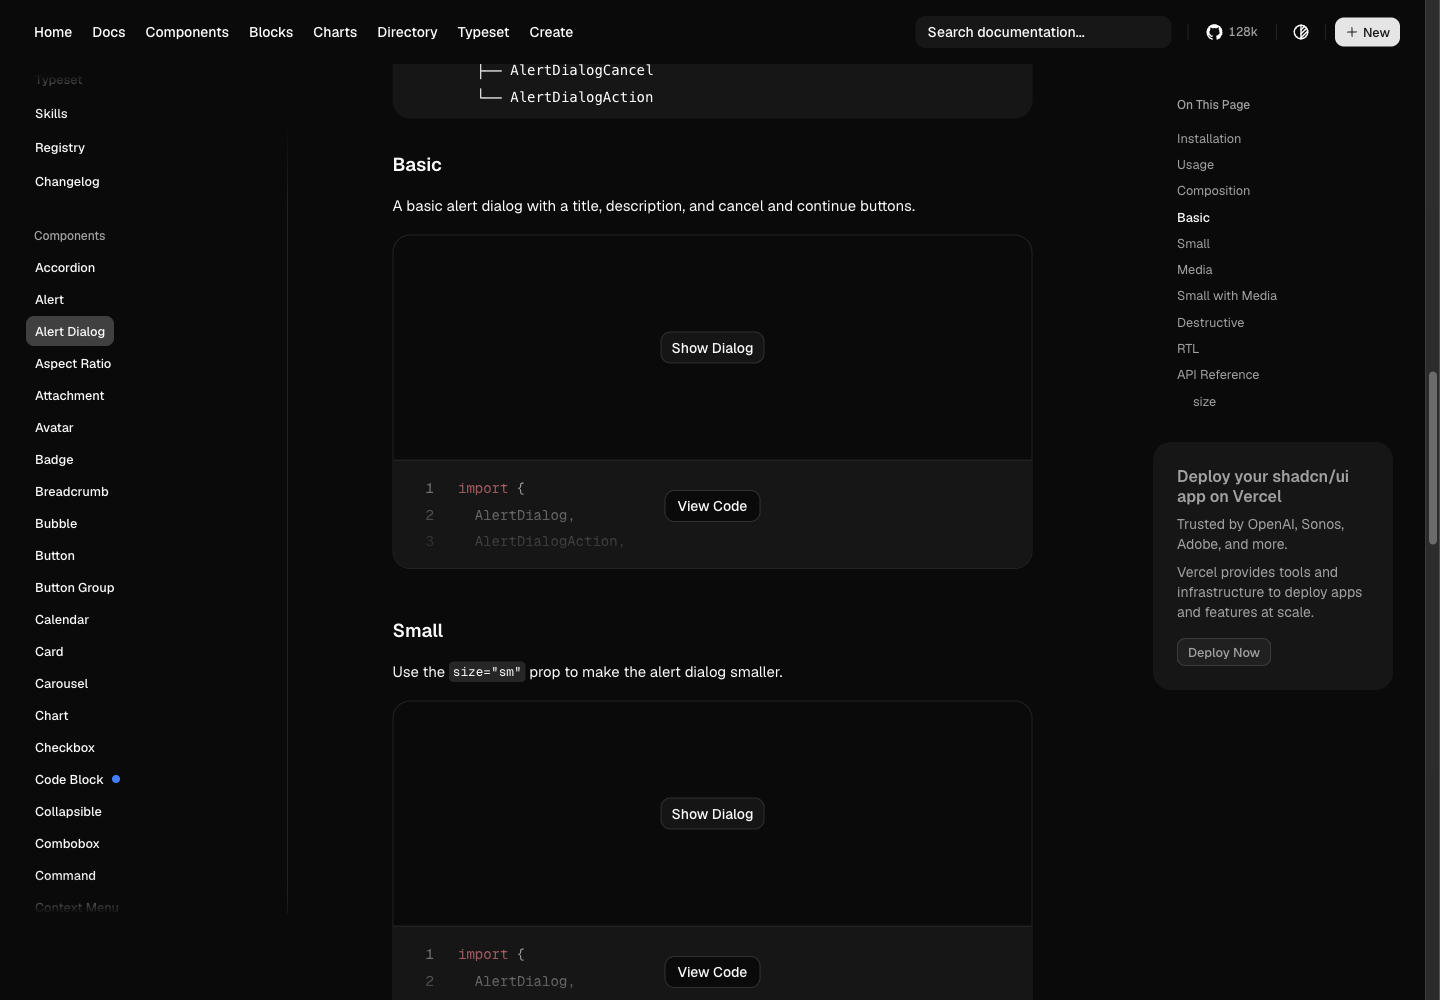 Home Docs Components Blocks Charts Directory Typeset Create
Search documentation...
128k
New
Typeset
Skills
Registry
Changelog
Components
Accordion
Alert
Alert Dialog
Aspect Ratio
Attachment
Avatar
Badge
Breadcrumb
Bubble
Button
Button Group
Calendar
Card
Carousel
Chart
Checkbox
Code Block
Collapsible
Combobox
Command
Context Menu
├── AlertDialogCancel
└── AlertDialogAction
Basic
A basic alert dialog with a title, description, and cancel and continue buttons.
Show Dialog
1 import {
2 AlertDialog,
3 AlertDialogAction,
View Code
Small
Use the size="sm" prop to make the alert dialog smaller.
Show Dialog
1 import {
2 AlertDialog,
View Code
On This Page
Installation
Usage
Composition
Basic
Small
Media
Small with Media
Destructive
RTL
API Reference
size
Deploy your shadcn/ui
app on Vercel
Trusted by OpenAI, Sonos,
Adobe, and more.
Vercel provides tools and
infrastructure to deploy apps
and features at scale.
Deploy Now